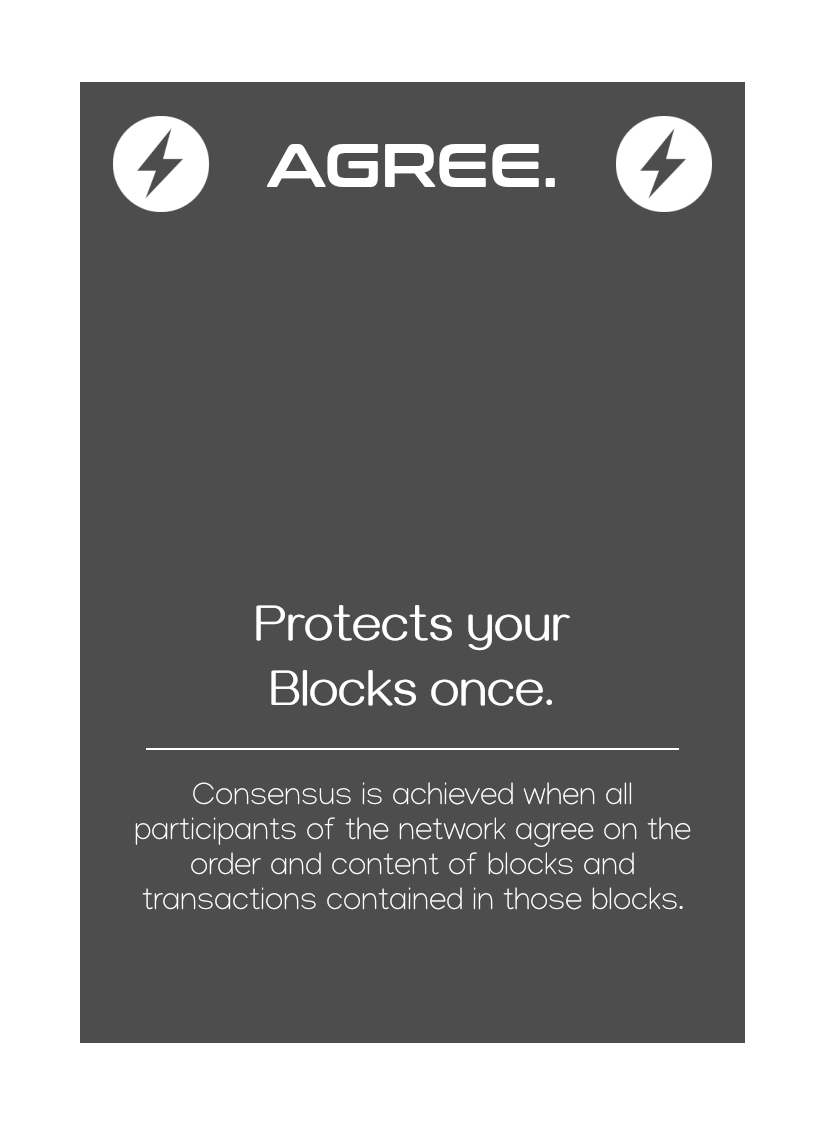 AGREE.
Protects your
Blocks once.
Consensus is achieved when all
participants of the network agree on the
order and content of blocks and
transactions contained in those blocks.